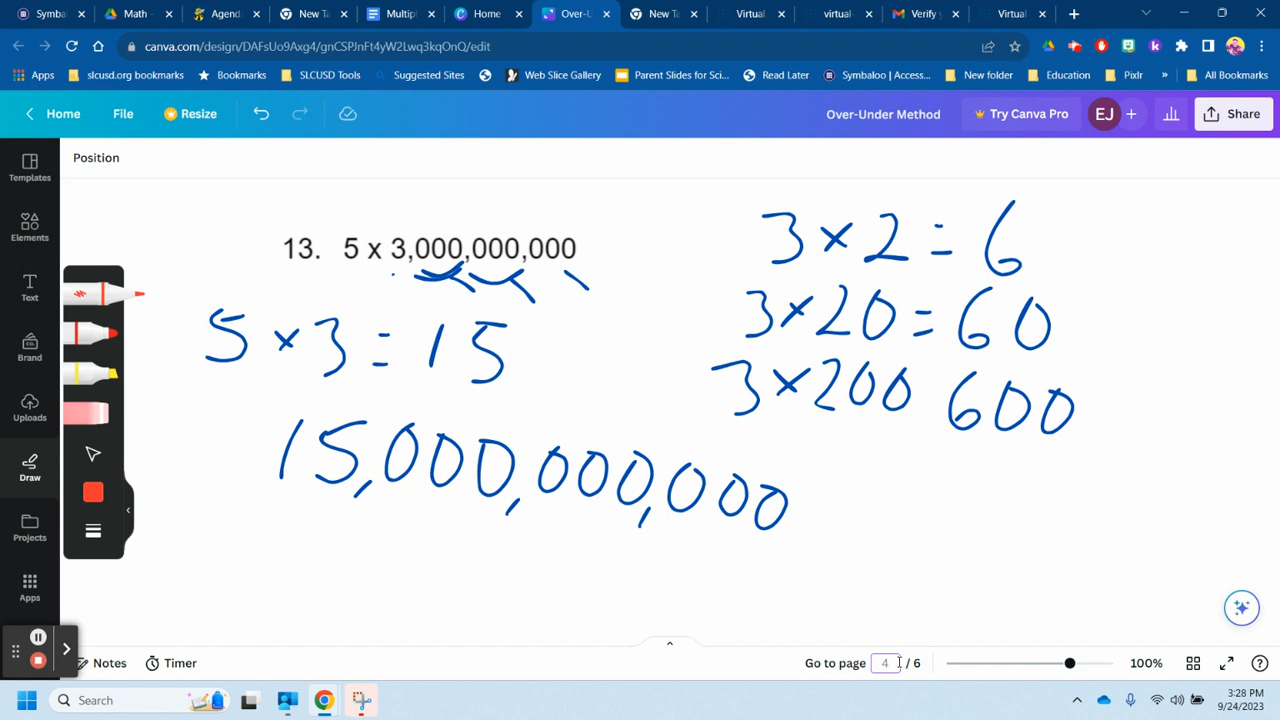 Symbal
Math -
Agend
New Ta
Multip
Home
Over-U
New Ta
Virtual
virtual
Verify y
Virtual
canva.com/design/DAFsUo9Axg4/gnCSPJnFt4yW2Lwq3kqOnQ/edit
Apps
slcusd.org bookmarks
Bookmarks
SLCUSD Tools
Suggested Sites
Web Slice Gallery
Parent Slides for Sci...
Read Later
Symbaloo | Access...
New folder
Education
Pixlr
»
All Bookmarks
Home
File
Resize
Over-Under Method
Try Canva Pro
EJ
Share
Position
Templates
Elements
Text
Brand
Uploads
Draw
Projects
Apps
13. 5 x 3,000,000,000
5 × 3 = 15
15,000,000,000
3 × 2 = 6
3 × 20 = 60
3 × 200 600
Notes
Timer
Go to page 4 / 6
100%
Search
3:28 PM
9/24/2023